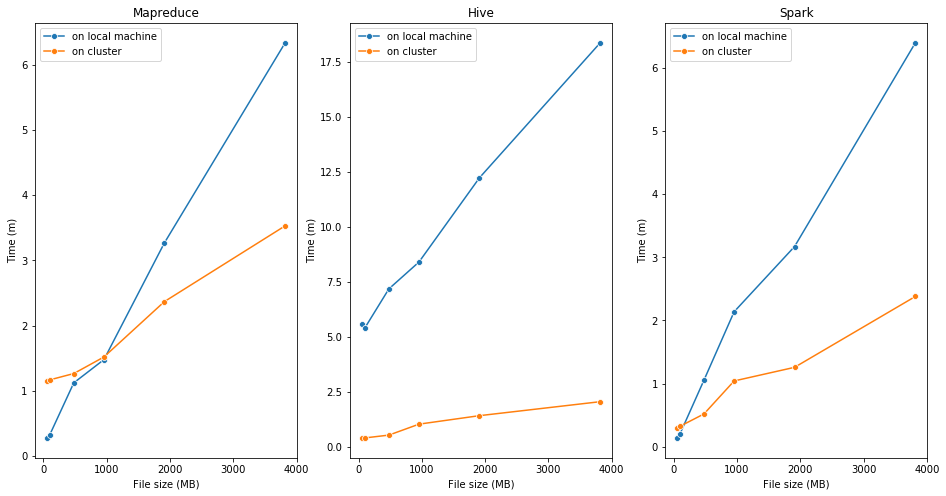 Mapreduce
on local machine
on cluster
Time (m)
6
5
4
3
2
1
0
0
1000
2000
3000
4000
File size (MB)
Hive
on local machine
on cluster
Time (m)
17.5
15.0
12.5
10.0
7.5
5.0
2.5
0.0
0
1000
2000
3000
4000
File size (MB)
Spark
on local machine
on cluster
Time (m)
6
5
4
3
2
1
0
0
1000
2000
3000
4000
File size (MB)